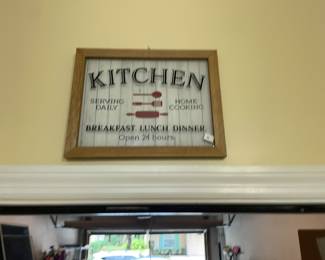 KITCHEN
SERVING DAILY
HOME COOKING
BREAKFAST LUNCH DINNER
Open 24 hours